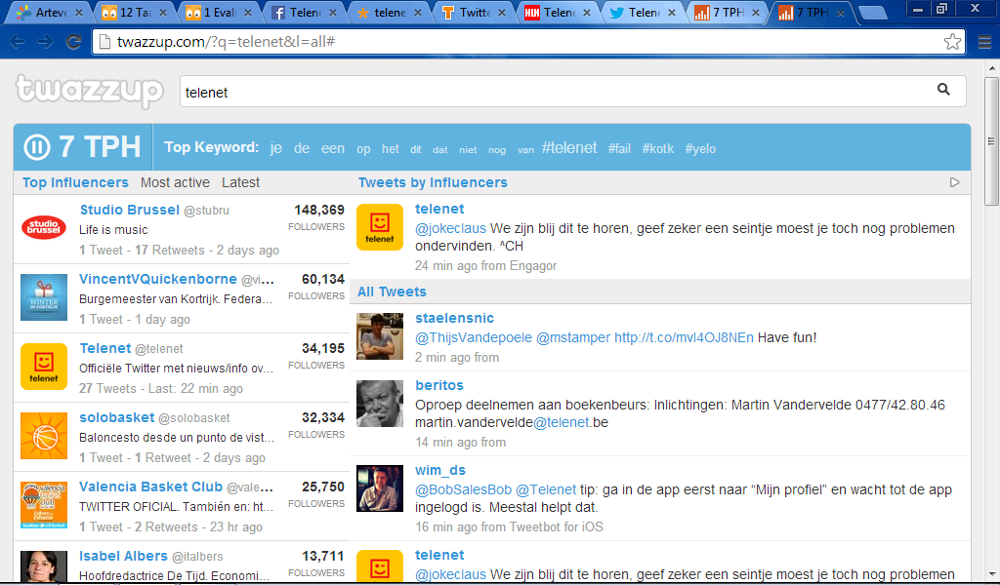 Arteve
12 Taa
1 Eval
Telen
telene
Twitte
HLN
Telen
Telen
7 TPH
7 TPH
twazzup.com/?q=telenet&l=all#
twazzup
telenet
7 TPH
Top Keyword: je de een op het dit dat niet nog van #telenet #fail #kotk #yelo
Top Influencers Most active Latest
studio brussel
Studio Brussel @stubru 148,369
Life is music FOLLOWERS
1 Tweet - 17 Retweets - 2 days ago
WINTER IN KORTRIJK
VincentVQuickenborne @vi... 60,134
Burgemeester van Kortrijk. Federa... FOLLOWERS
1 Tweet - 1 day ago
telenet
Telenet @telenet 34,195
Officiële Twitter met nieuws/info ov... FOLLOWERS
27 Tweets - Last: 22 min ago
solobasket @solobasket 32,334
Baloncesto desde un punto de vist... FOLLOWERS
1 Tweet - 1 Retweet - 2 days ago
valencia basket club
Valencia Basket Club @vale... 25,750
TWITTER OFICIAL. También en: ht... FOLLOWERS
1 Tweet - 2 Retweets - 23 hr ago
Isabel Albers @italbers 13,711
Hoofdredactrice De Tijd. Economi... FOLLOWERS
Tweets by Influencers
telenet
telenet
@jokeclaus We zijn blij dit te horen, geef zeker een seintje moest je toch nog problemen
ondervinden. ^CH
24 min ago from Engagor
All Tweets
staelensnic
@ThijsVandepoele @mstamper http://t.co/mvl4OJ8NEn Have fun!
2 min ago from
beritos
Oproep deelnemen aan boekenbeurs: Inlichtingen: Martin Vandervelde 0477/42.80.46
martin.vandervelde@telenet.be
14 min ago from
wim_ds
@BobSalesBob @Telenet tip: ga in de app eerst naar “Mijn profiel” en wacht tot de app
ingelogd is. Meestal helpt dat.
16 min ago from Tweetbot for iOS
telenet
@jokeclaus We zijn blij dit te horen, geef zeker een seintje moest je toch nog problemen